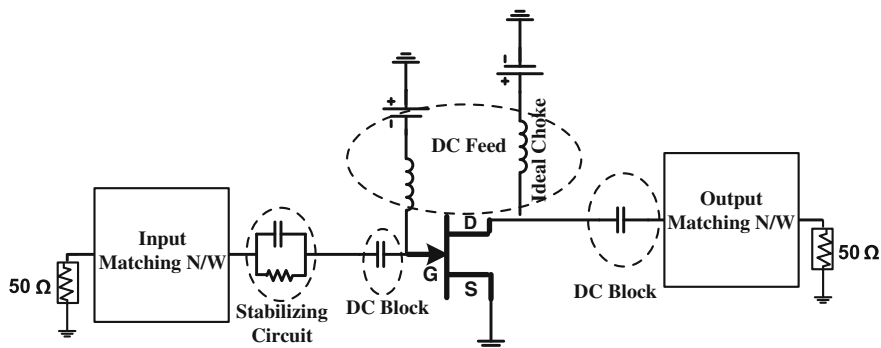 DC Feed
Ideal Choke
Input
Matching N/W
Output
Matching N/W
D
G
S
50 Ω
50 Ω
Stabilizing
Circuit
DC Block
DC Block
+
-
-
+